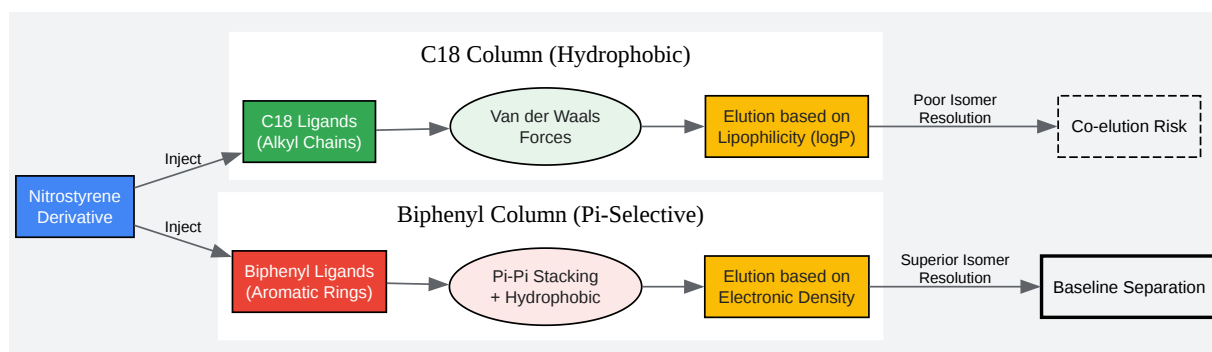 C18 Column (Hydrophobic)
C18 Ligands
(Alkyl Chains)
Van der Waals
Forces
Elution based on
Lipophilicity (logP)
Poor Isomer
Resolution
Co-elution Risk
Inject
Nitrostyrene
Derivative
Inject
Biphenyl Column (Pi-Selective)
Biphenyl Ligands
(Aromatic Rings)
Pi-Pi Stacking
+ Hydrophobic
Elution based on
Electronic Density
Superior Isomer
Resolution
Baseline Separation